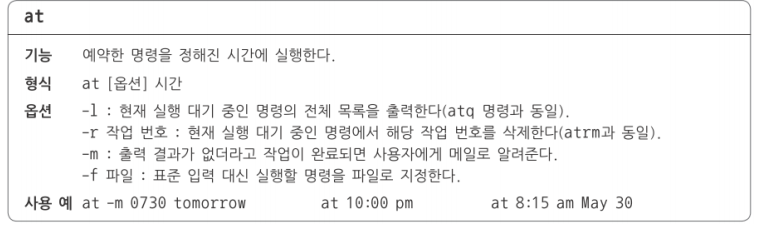 at
기능 예약한 명령을 정해진 시간에 실행한다.
형식 at [옵션] 시간
옵션 -l : 현재 실행 대기 중인 명령의 전체 목록을 출력한다(atq 명령과 동일).
-r 작업 번호 : 현재 실행 대기 중인 명령에서 해당 작업 번호를 삭제한다(atrm과 동일).
-m : 출력 결과가 없더라고 작업이 완료되면 사용자에게 메일로 알려준다.
-f 파일 : 표준 입력 대신 실행할 명령을 파일로 지정한다.
사용 예 at -m 0730 tomorrow at 10:00 pm at 8:15 am May 30